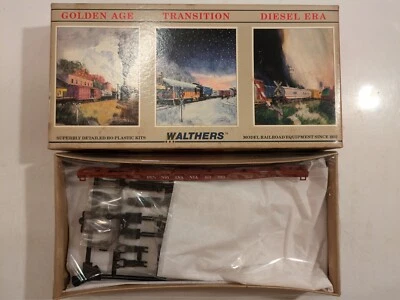 GOLDEN AGE
TRANSITION
DIESEL ERA
SUPERBLY DETAILED HO PLASTIC KITS
WALTHERS
MODEL RAILROAD EQUIPMENT SINCE 1932